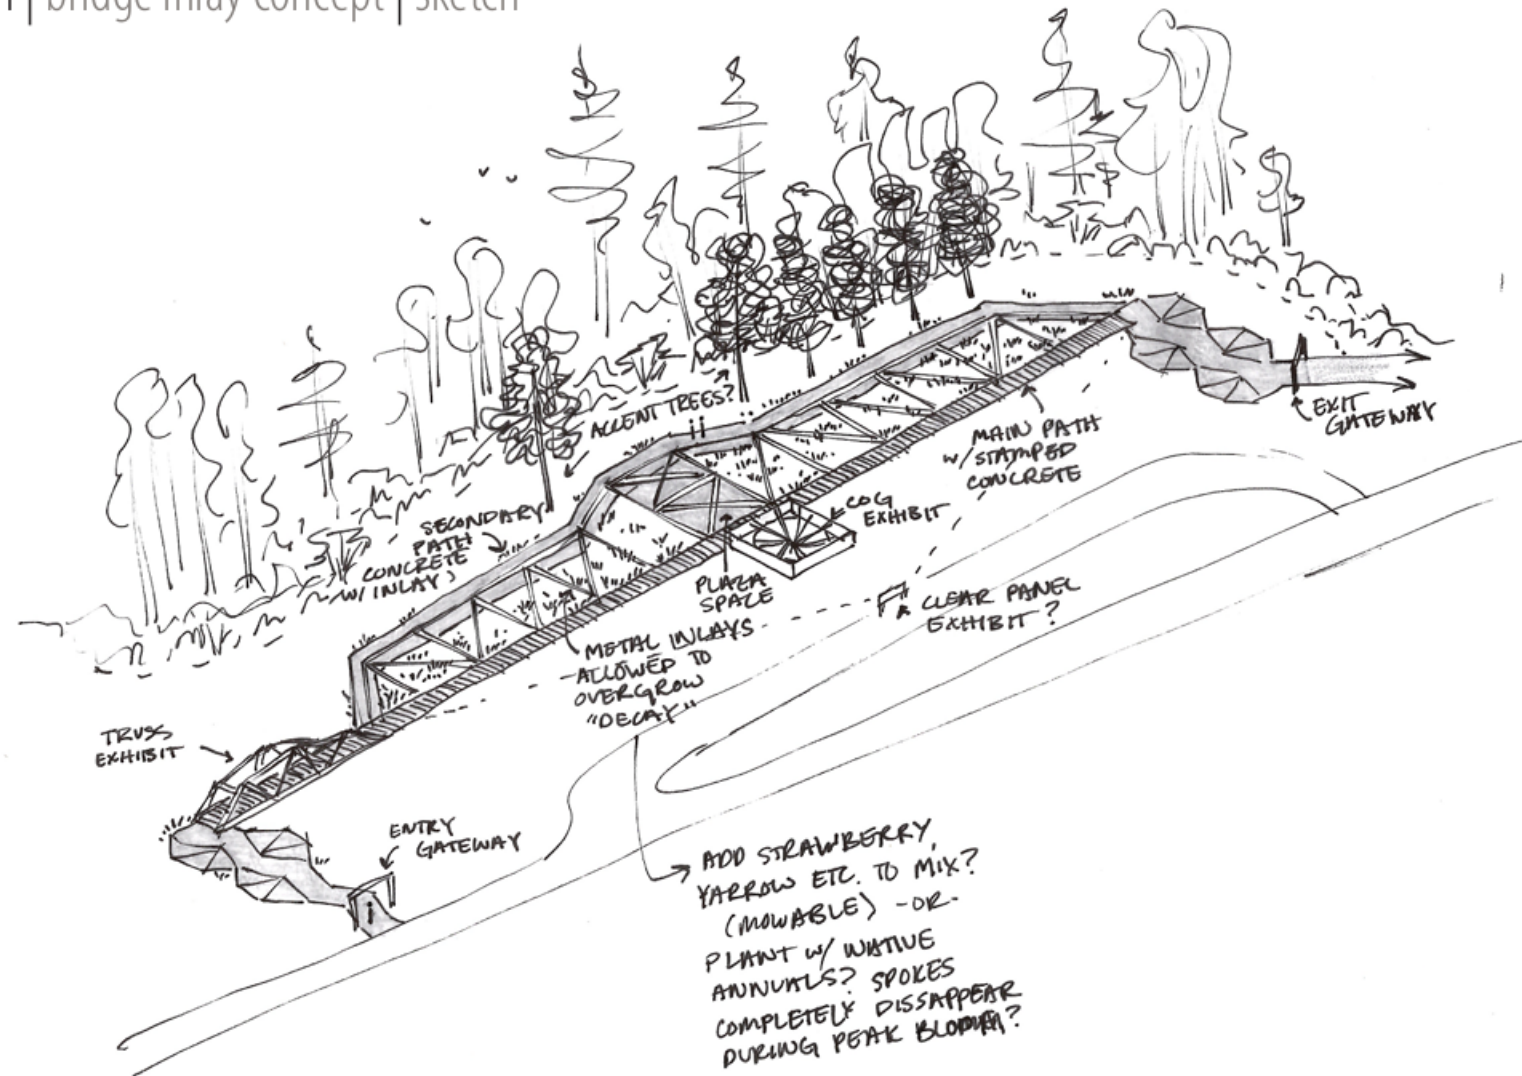 | bridge inlay concept | sketch
ACCENT TREES?
SECONDARY
PATH
CONCRETE
W/ INLAY)
MAIN PATH
W/ STAMPED
CONCRETE
EXIT
GATEWAY
COG
EXHIBIT
PLAZA
SPACE
CLEAR PANEL
EXHIBIT?
METAL INLAYS
ALLOWED TO
OVERGROW
"DECAY"
TRUSS
EXHIBIT
ENTRY
GATEWAY
ADD STRAWBERRY,
YARROW ETC. TO MIX?
(MOWABLE) -OR-
PLANT W/ NATIVE
ANNUALS? SPOKES
COMPLETELY DISSAPPEAR
DURING PEAK BLOOM?